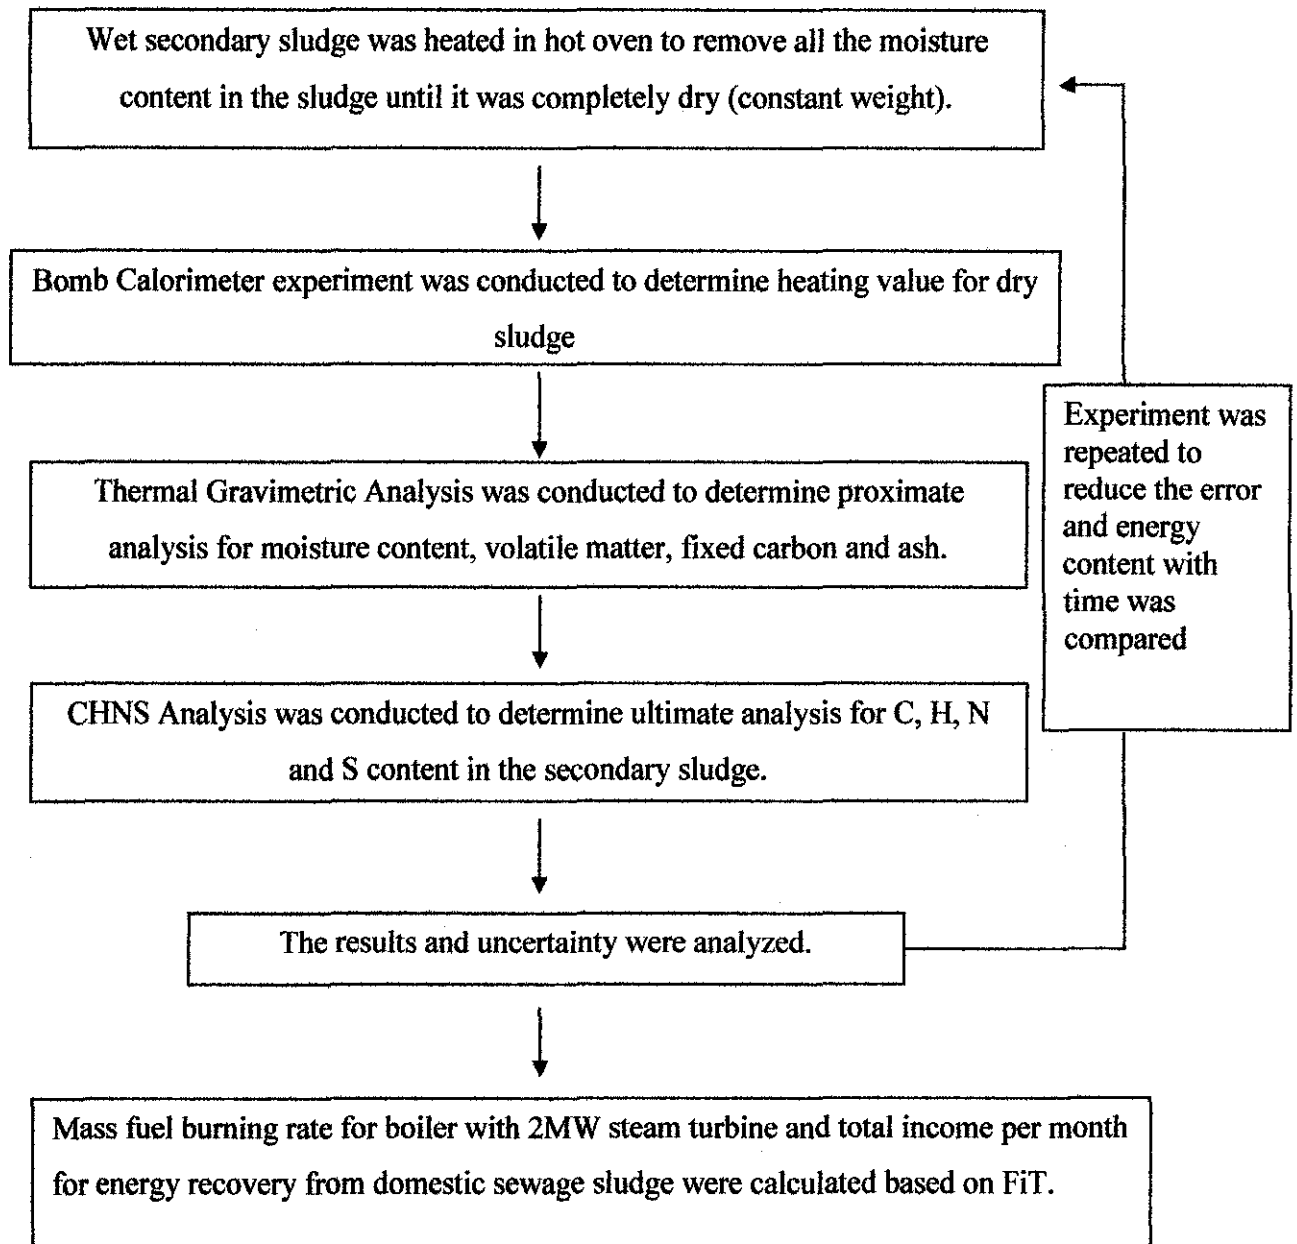 Wet secondary sludge was heated in hot oven to remove all the moisture
content in the sludge until it was completely dry (constant weight).
Bomb Calorimeter experiment was conducted to determine heating value for dry
sludge
Thermal Gravimetric Analysis was conducted to determine proximate
analysis for moisture content, volatile matter, fixed carbon and ash.
CHNS Analysis was conducted to determine ultimate analysis for C, H, N
and S content in the secondary sludge.
The results and uncertainty were analyzed.
Experiment was
repeated to
reduce the error
and energy
content with
time was
compared
Mass fuel burning rate for boiler with 2MW steam turbine and total income per month
for energy recovery from domestic sewage sludge were calculated based on FiT.